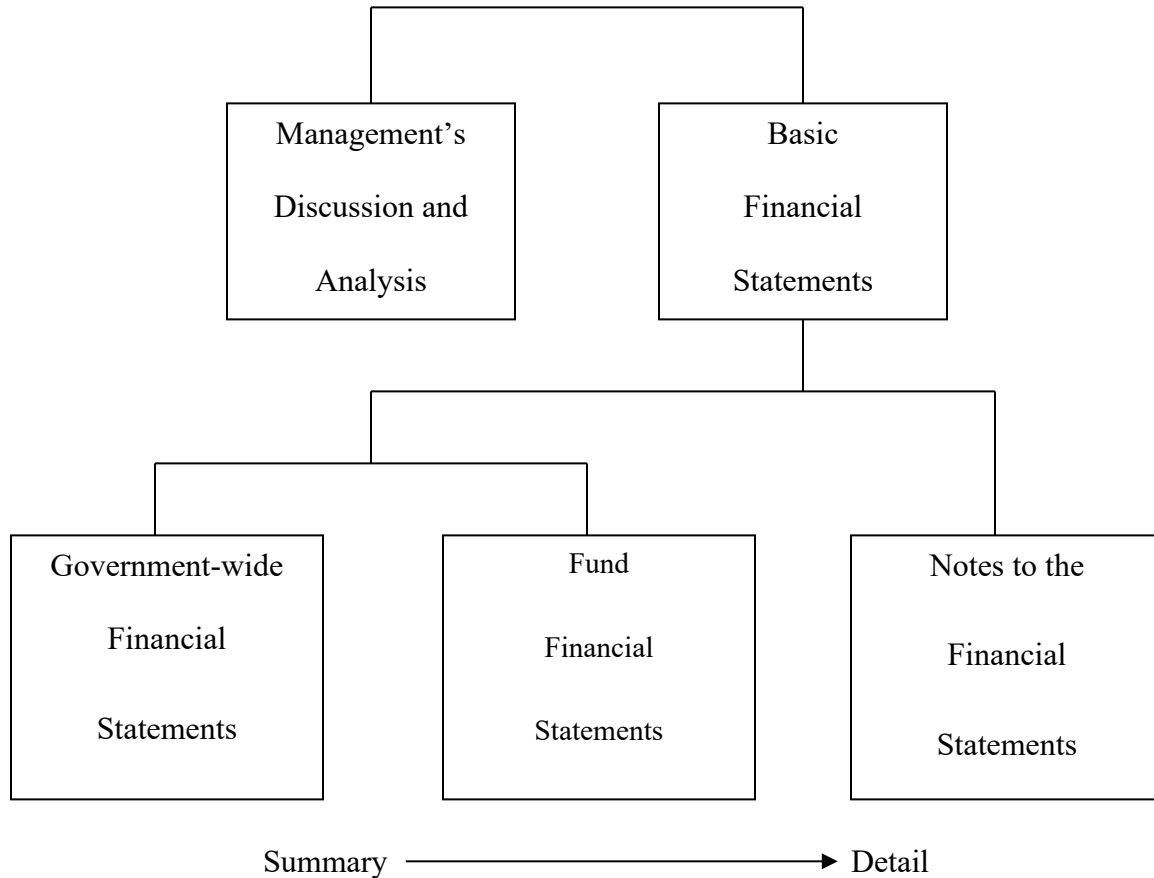 Management’s
Discussion and
Analysis
Basic
Financial
Statements
Government-wide
Financial
Statements
Fund
Financial
Statements
Notes to the
Financial
Statements
Summary
Detail